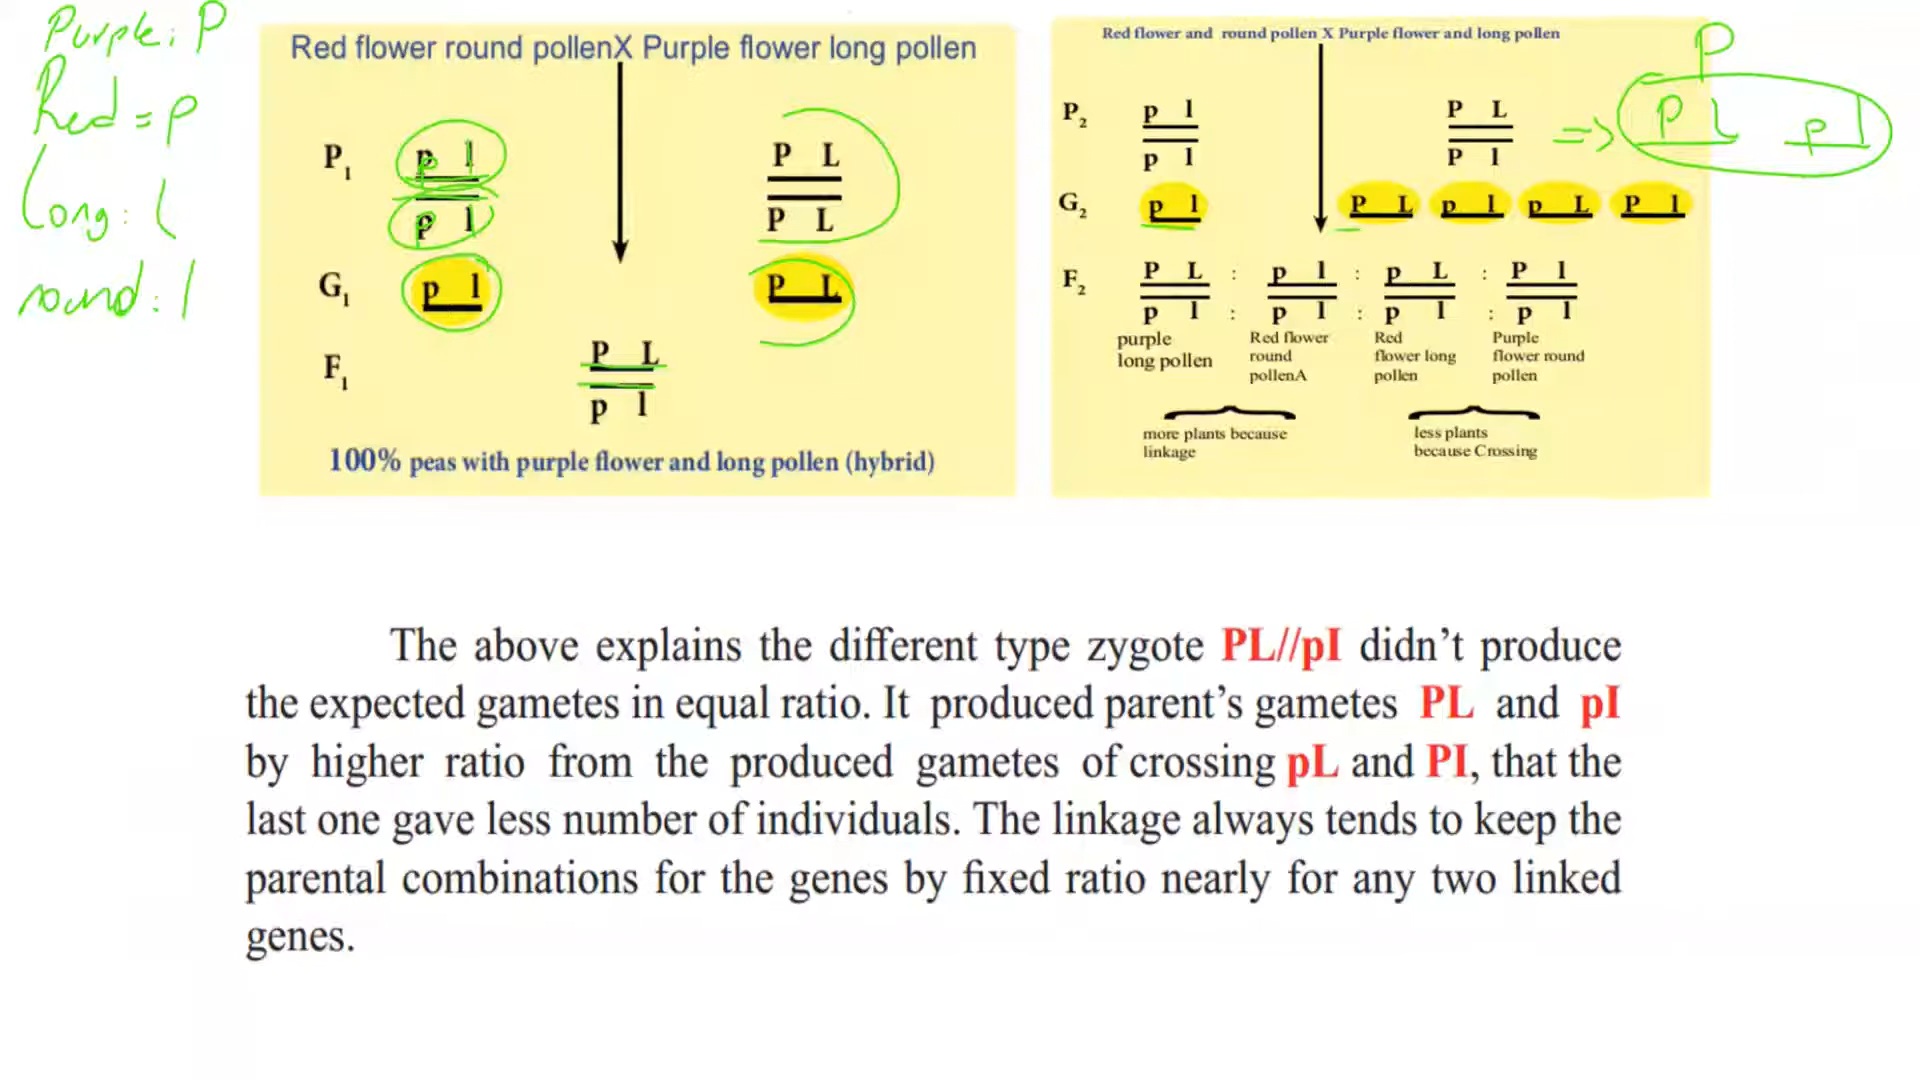 Purple: P
Red = p
Long: L
round: l
Red flower round pollenX Purple flower long pollen
P1 p l P L
p l P L
G1 p l P L
F1 P L
p l
100% peas with purple flower and long pollen (hybrid)
Red flower and round pollen X Purple flower and long pollen
P2 p l P L
p l P l
G2 p l P L p l p L P l
F2 P L : p l : p L : P l
p l : p l : p l : p l
purple
long pollen
Red flower
round
pollenA
Red
flower long
pollen
Purple
flower round
pollen
more plants because
linkage
less plants
because Crossing
P
=> p L p l
The above explains the different type zygote PL//pI didn't produce
the expected gametes in equal ratio. It produced parent's gametes PL and pI
by higher ratio from the produced gametes of crossing pL and PI, that the
last one gave less number of individuals. The linkage always tends to keep the
parental combinations for the genes by fixed ratio nearly for any two linked
genes.